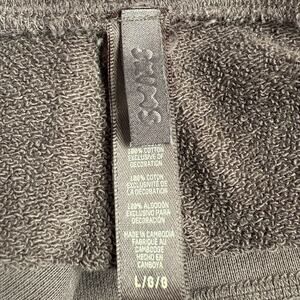 SKIMS
100% COTTON
EXCLUSIVE OF
DECORATION
100% COTON
EXCLUSIVITÉ DE LA
DÉCORATION
100% ALGODÓN
EXCLUSIVO PARA
DECORACIÓN
MADE IN CAMBODIA
FABRIQUÉ AU
CAMBODGE
HECHO EN
CAMBOYA
L/G/G